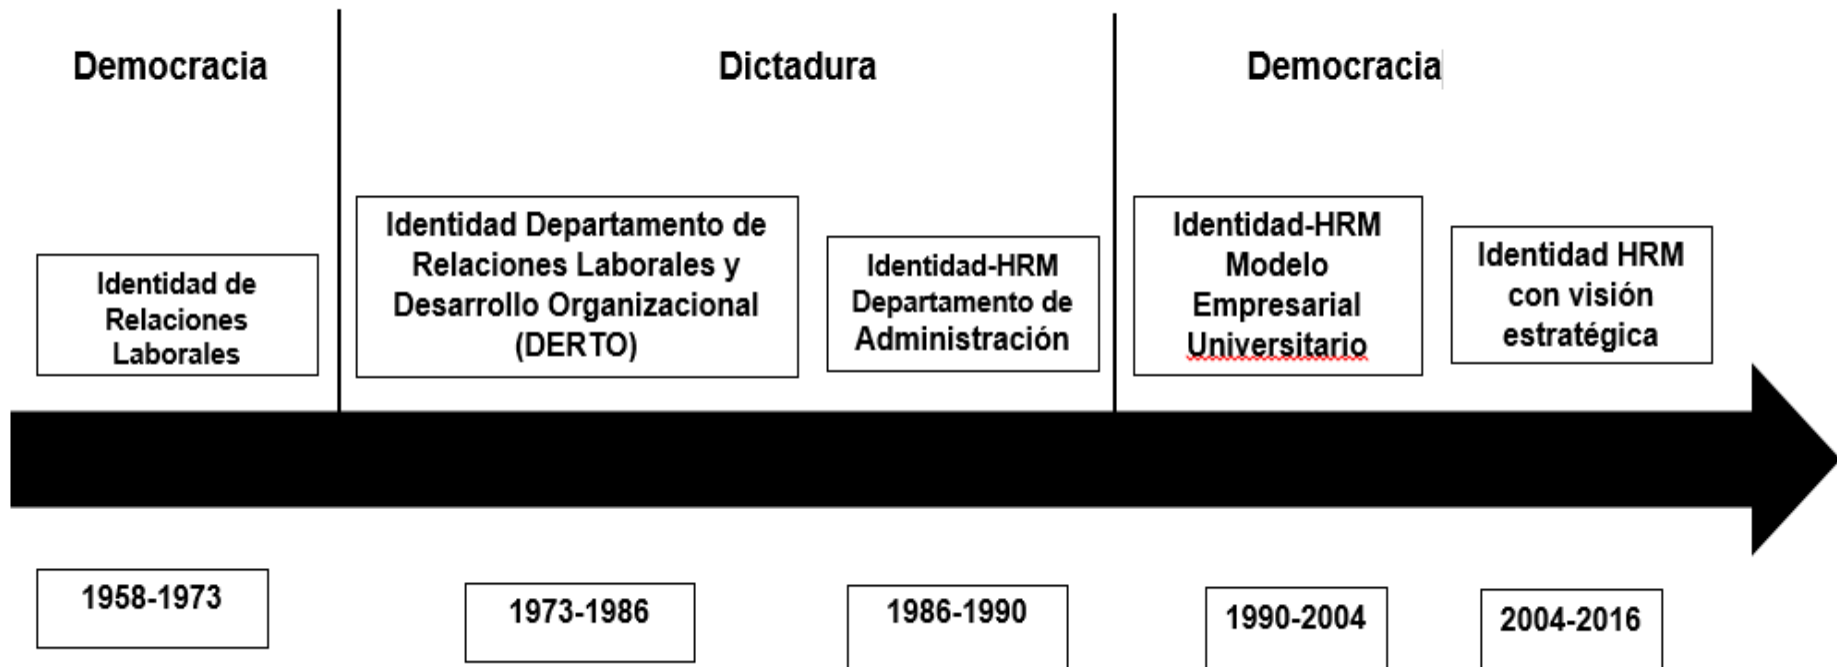 Democracia
Dictadura
Democracia
Identidad de
Relaciones
Laborales
Identidad Departamento de
Relaciones Laborales y
Desarrollo Organizacional
(DERTO)
Identidad-HRM
Departamento de
Administración
Identidad-HRM
Modelo
Empresarial
Universitario
Identidad HRM
con visión
estratégica
1958-1973
1973-1986
1986-1990
1990-2004
2004-2016